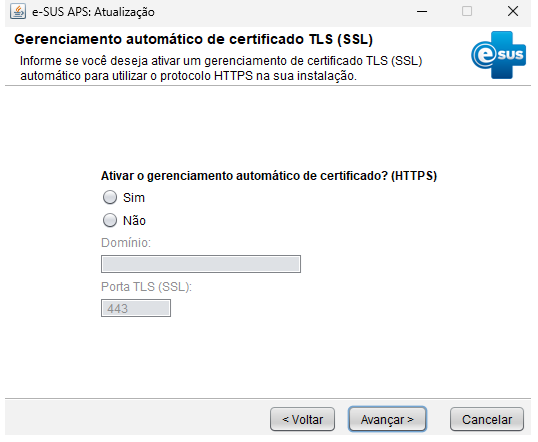 e-SUS APS: Atualização
Gerenciamento automático de certificado TLS (SSL)
Informe se você deseja ativar um gerenciamento de certificado TLS (SSL)
automático para utilizar o protocolo HTTPS na sua instalação.
e sus
Ativar o gerenciamento automático de certificado? (HTTPS)
Sim
Não
Domínio:
Porta TLS (SSL):
443
< Voltar
Avançar >
Cancelar